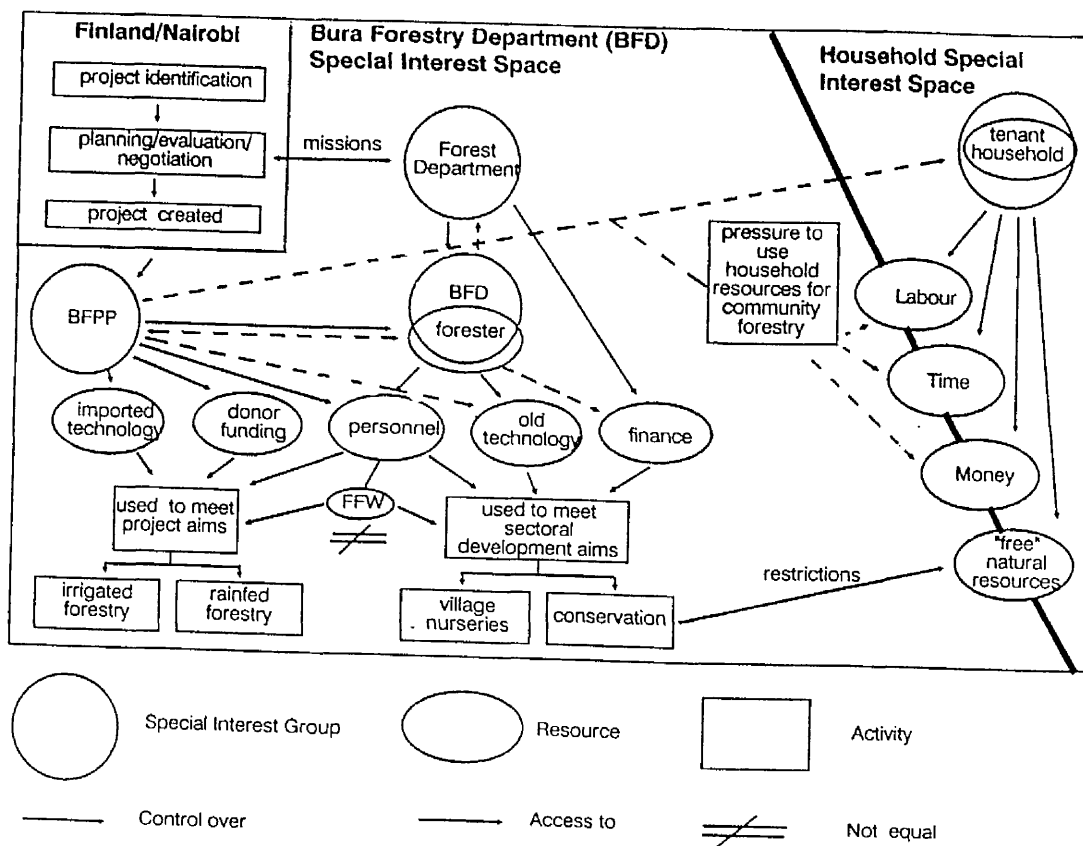 Finland/Nairobi
project identification
planning/evaluation/
negotiation
project created
Bura Forestry Department (BFD)
Special Interest Space
Household Special
Interest Space
missions
Forest
Department
tenant
household
BFPP
BFD
forester
pressure to
use
household
resources for
community
forestry
Labour
Time
Money
"free"
natural
resources
imported
technology
donor
funding
personnel
old
technology
finance
FFW
used to meet
project aims
used to meet
sectoral
development aims
irrigated
forestry
rainfed
forestry
village
nurseries
conservation
restrictions
Special Interest Group
Resource
Activity
Control over
Access to
Not equal